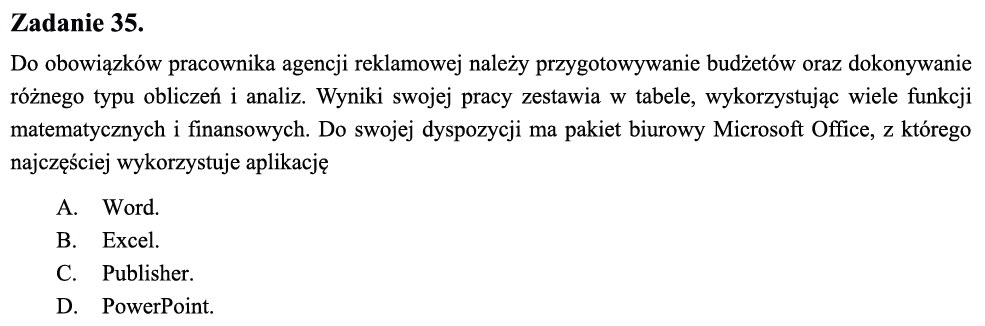 Zadanie 35.
Do obowiązków pracownika agencji reklamowej należy przygotowywanie budżetów oraz dokonywanie
różnego typu obliczeń i analiz. Wyniki swojej pracy zestawia w tabele, wykorzystując wiele funkcji
matematycznych i finansowych. Do swojej dyspozycji ma pakiet biurowy Microsoft Office, z którego
najczęściej wykorzystuje aplikację
A. Word.
B. Excel.
C. Publisher.
D. PowerPoint.